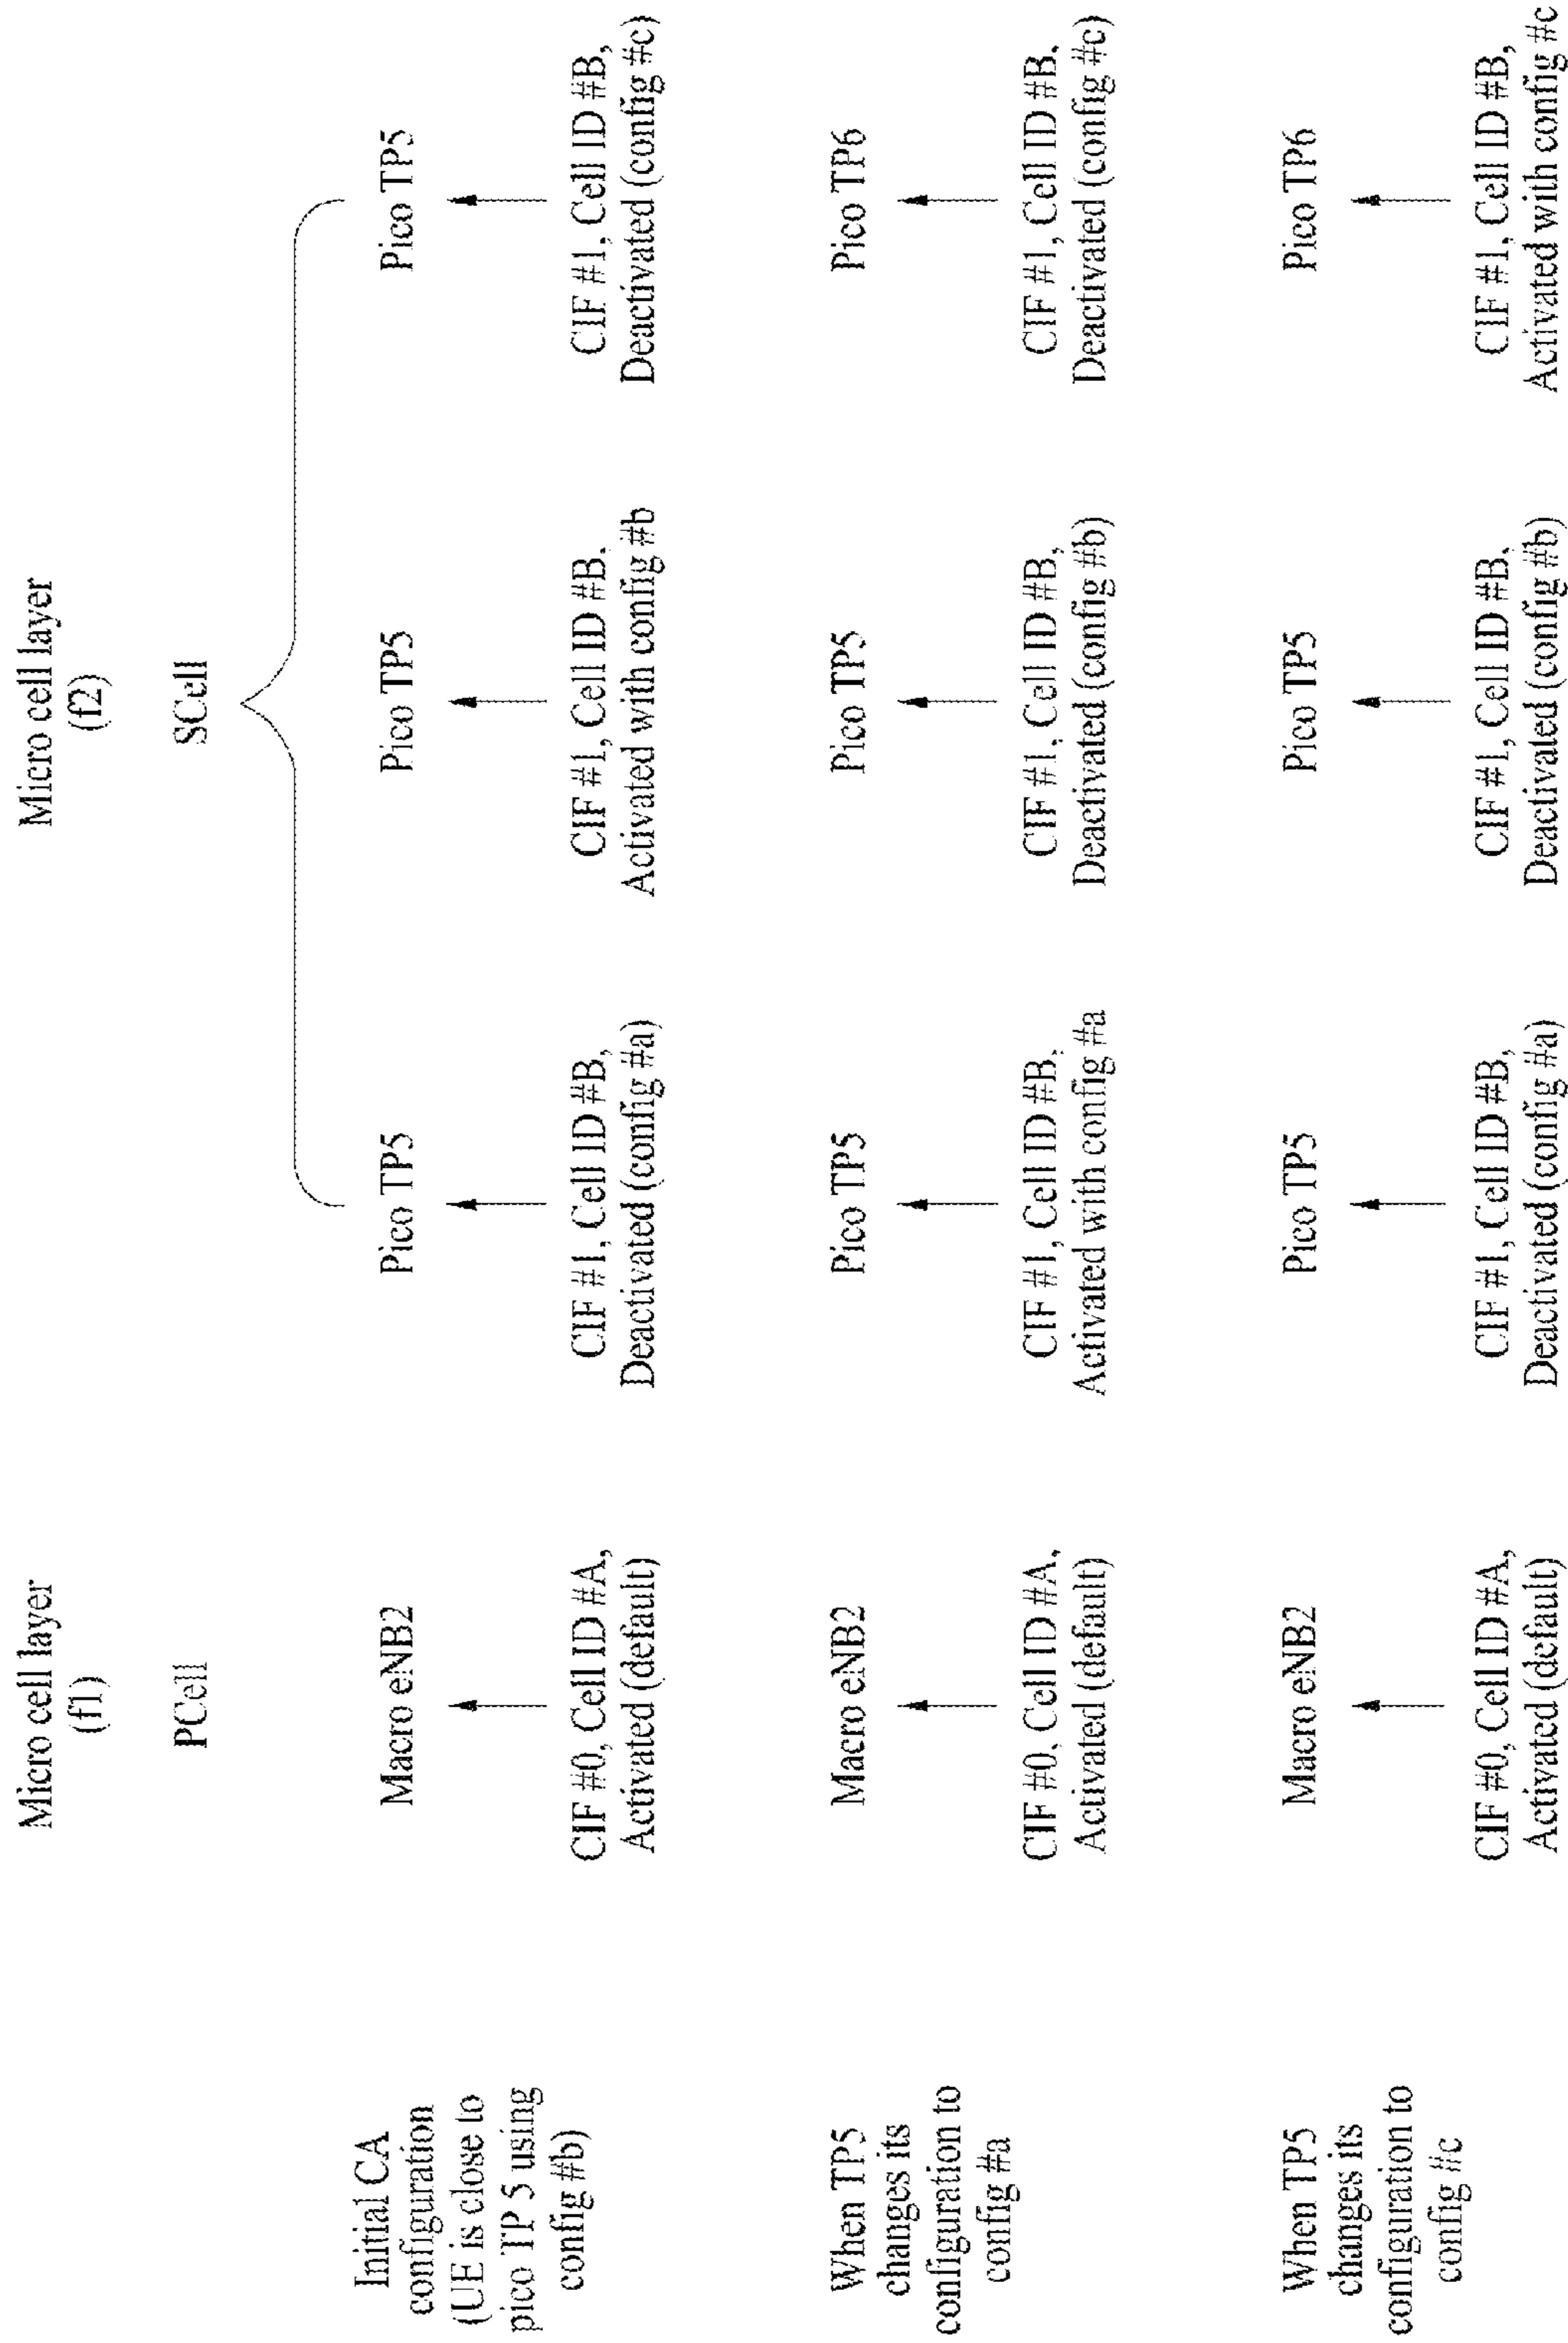 Micro cell layer
(f1)
Micro cell layer
(f2)
PCell
SCell
Initial CA
configuration
(UE is close to
pico TP 5 using
config #b)
Macro eNB2
CIF #0, Cell ID #A,
Activated (default)
Pico TP5
CIF #1, Cell ID #B,
Deactivated (config #a)
Pico TP5
CIF #1, Cell ID #B.
Activated with config #b
Pico TP5
CIF #1, Cell ID #B,
Deactivated (config #c)
When TP5
changes its
configuration to
config #a
Macro eNB2
CIF #0, Cell ID #A,
Activated (default)
Pico TP5
CIF #1, Cell ID #B.
Activated with config #a
Pico TP5
CIF #1, Cell ID #B,
Deactivated (config #b)
Pico TP6
CIF #1, Cell ID #B.
Deactivated (config #c)
When TP5
changes its
configuration to
config #c
Macro eNB2
CIF #0, Cell ID #A,
Activated (default)
Pico TP5
CIF #1, Cell ID #B,
Deactivated (config #a)
Pico TP5
CIF #1, Cell ID #B,
Deactivated (config #b)
Pico TP6
CIF #1, Cell ID #B,
Activated with config #c